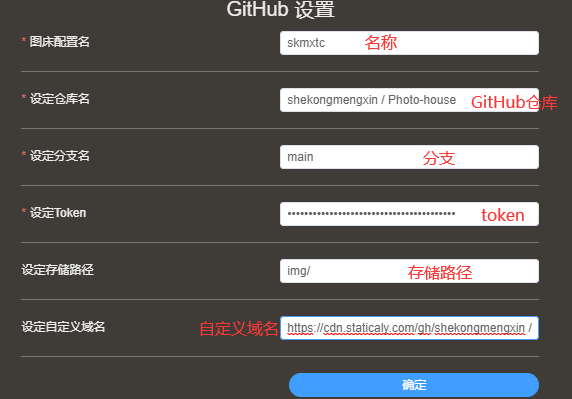 GitHub 设置
* 图床配置名 skmxtc 名称
* 设定仓库名 shekongmengxin / Photo-house GitHub仓库
* 设定分支名 main 分支
* 设定Token •••••••••••••••••••••••••••••••••••••••• token
设定存储路径 img/ 存储路径
设定自定义域名 自定义域名 https://cdn.staticaly.com/gh/shekongmengxin /
确定